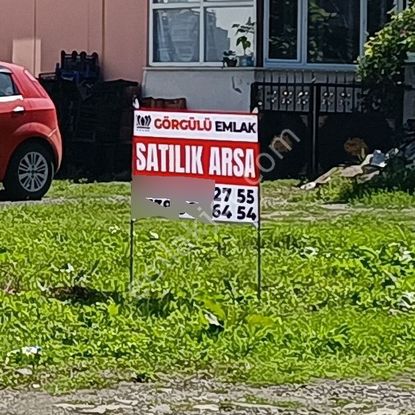 GÖRGÜLÜ EMLAK
SATILIK ARSA
27 55
64 54